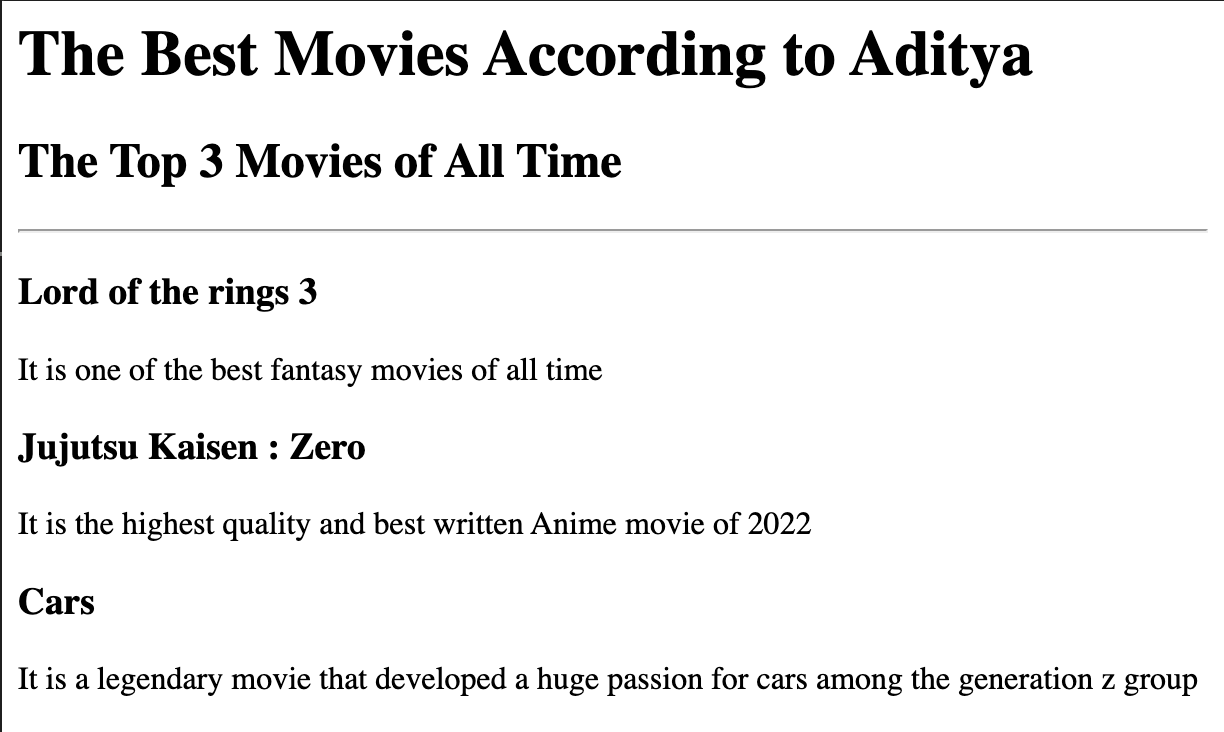 The Best Movies According to Aditya
The Top 3 Movies of All Time
Lord of the rings 3
It is one of the best fantasy movies of all time
Jujutsu Kaisen : Zero
It is the highest quality and best written Anime movie of 2022
Cars
It is a legendary movie that developed a huge passion for cars among the generation z group